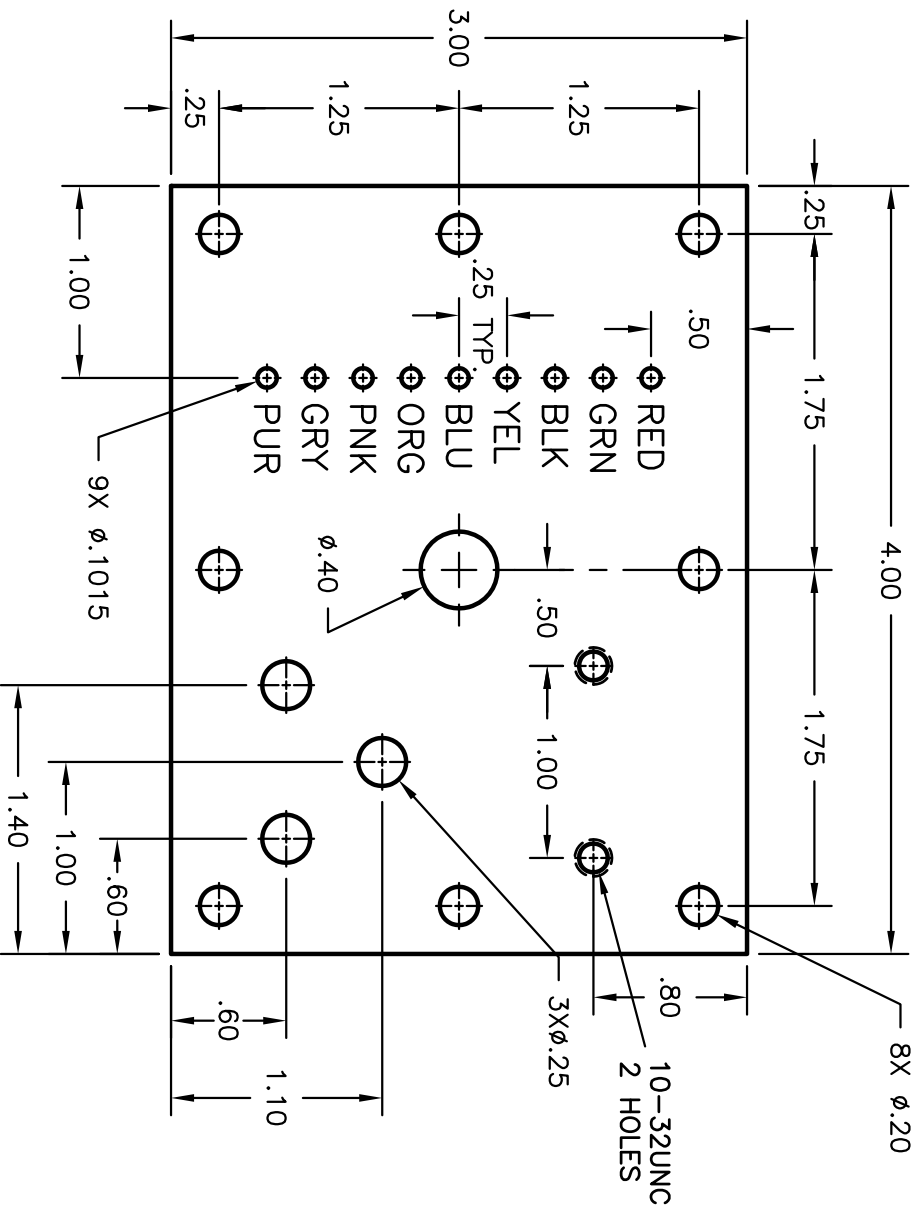 4.00
.25
1.75
1.75
8X ø.20
3.00
1.25
1.25
.25
.50
.25 TYP.
RED
GRN
BLK
YEL
BLU
ORG
PNK
GRY
PUR
.50
1.00
.80
10-32UNC
2 HOLES
ø.40
3Xø.25
1.00
9X ø.1015
.60
1.00
1.40
.60
1.10